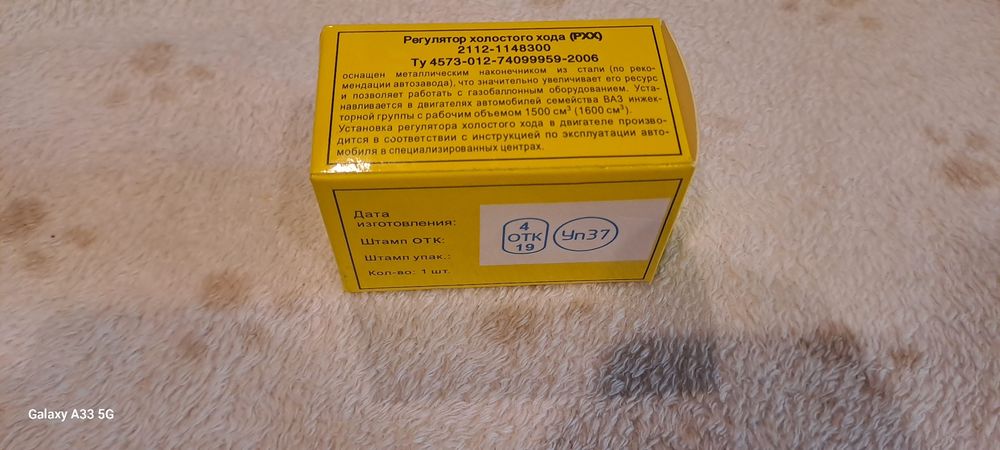 Регулятор холостого хода (РХХ)
2112-1148300
Ту 4573-012-74099959-2006
оснащен металлическим наконечником из стали (по реко-
мендации автозавода), что значительно увеличивает его ресурс
и позволяет работать с газобаллонным оборудованием. Уста-
навливается в двигателях автомобилей семейства ВАЗ инжек-
торной группы с рабочим объемом 1500 см³ (1600 см³).
Установка регулятора холостого хода в двигателе произво-
дится в соответствии с инструкцией по эксплуатации авто-
мобиля в специализированных центрах.
Дата
изготовления:
Штамп ОТК:
Штамп упак.:
Кол-во: 1 шт.
4
ОТК
19
Уп37
Galaxy A33 5G